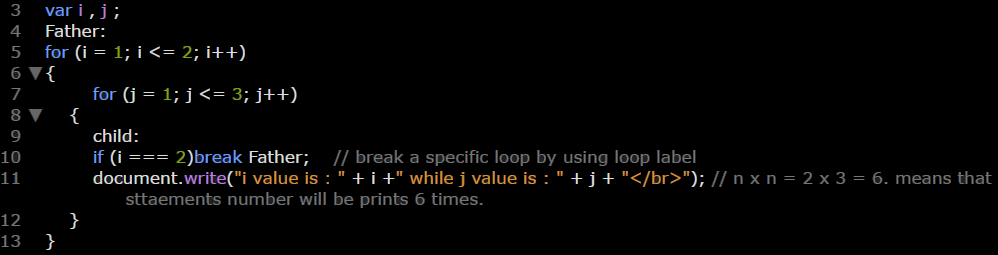 3 var i , j ;
4 Father:
5 for (i = 1; i <= 2; i++)
6 ▼ {
7 for (j = 1; j <= 3; j++)
8 ▼ {
9 child:
10 if (i === 2)break Father; // break a specific loop by using loop label
11 document.write("i value is : " + i +" while j value is : " + j + "</br>"); // n x n = 2 x 3 = 6. means that
sttaements number will be prints 6 times.
12 }
13 }